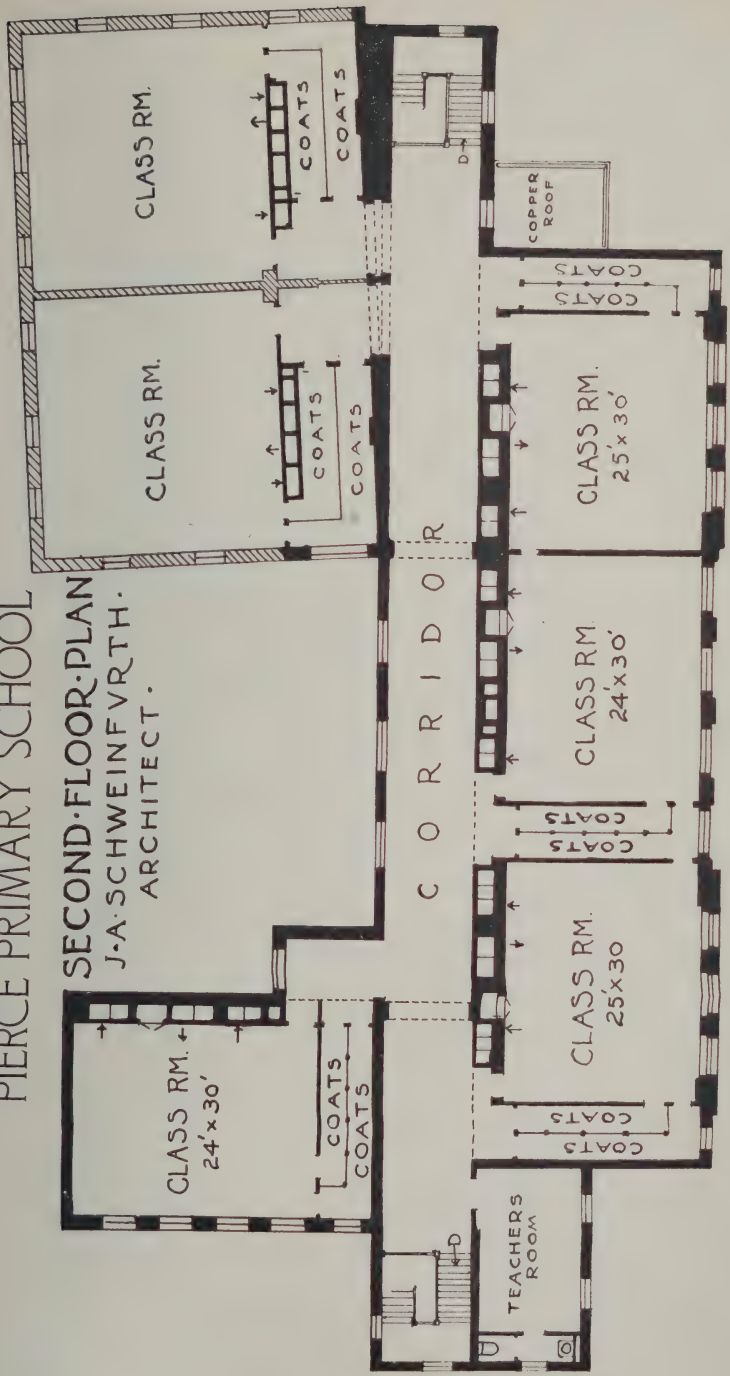 PIERCE PRIMARY SCHOOL
SECOND·FLOOR·PLAN
J·A·SCHWEINFVRTH·
ARCHITECT·
CLASS RM.
24'x30'
COATS
COATS
CLASS RM.
COATS
COATS
CLASS RM.
COATS
COATS
CORRIDOR
D
D
TEACHERS
ROOM
COATS
COATS
CLASS RM.
25'x30
COATS
COATS
CLASS RM.
24'x30'
CLASS RM.
25'x30'
COATS
COATS
COPPER
ROOF